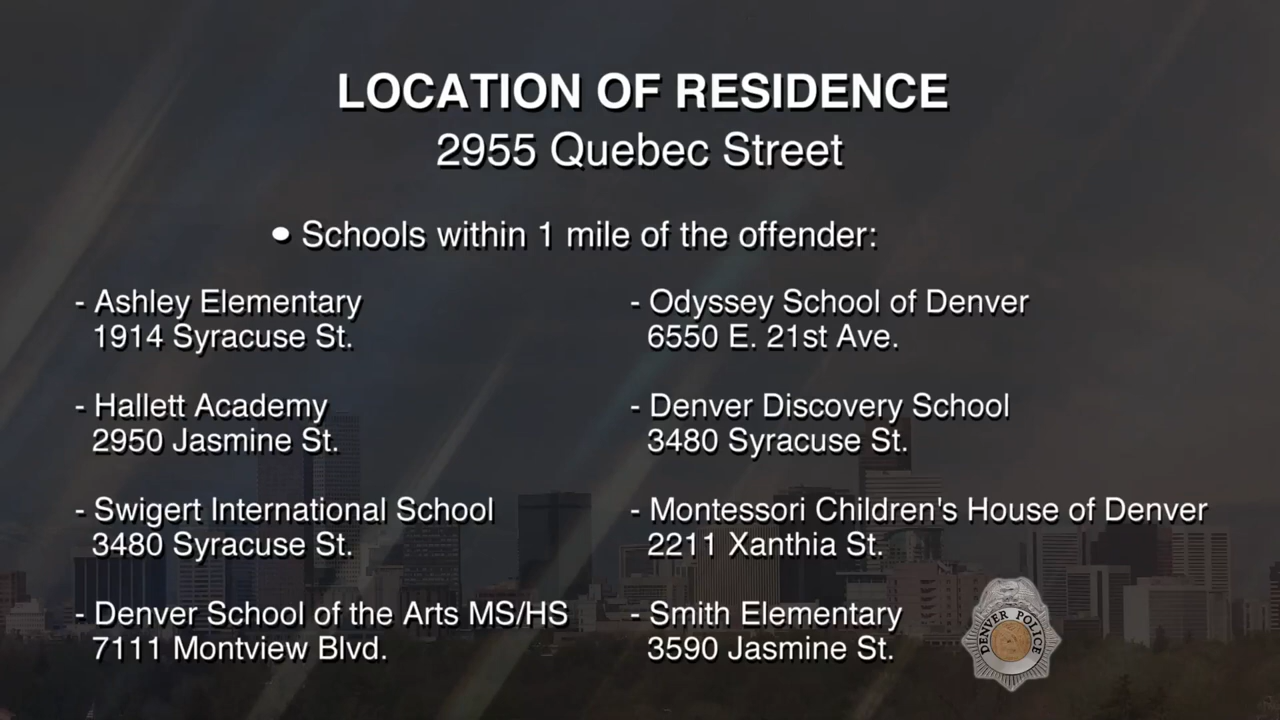 LOCATION OF RESIDENCE
2955 Quebec Street
• Schools within 1 mile of the offender:
- Ashley Elementary
1914 Syracuse St.
- Hallett Academy
2950 Jasmine St.
- Swigert International School
3480 Syracuse St.
- Denver School of the Arts MS/HS
7111 Montview Blvd.
- Odyssey School of Denver
6550 E. 21st Ave.
- Denver Discovery School
3480 Syracuse St.
- Montessori Children's House of Denver
2211 Xanthia St.
- Smith Elementary
3590 Jasmine St.
DENVER POLICE